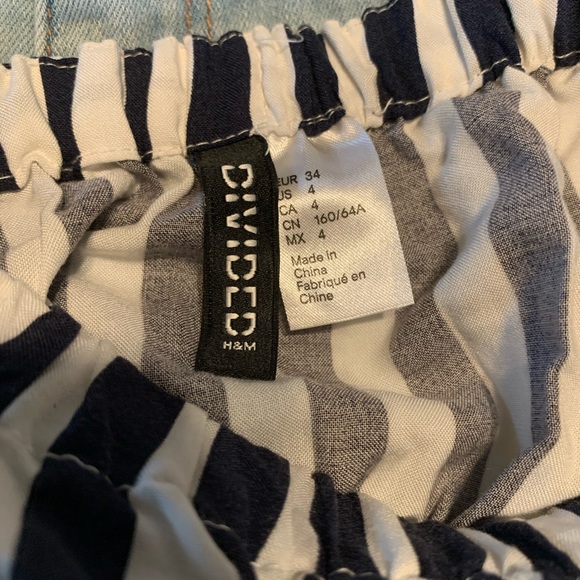 DIVIDED
H&M
EUR 34
US 4
CA 4
CN 160/64A
MX 4
Made in
China
Fabriqué en
Chine